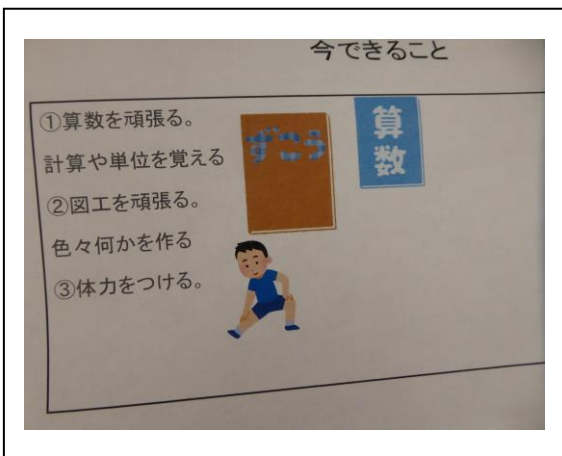 今できること
①算数を頑張る。
計算や単位を覚える
②図工を頑張る。
色々何かを作る
③体力をつける。
ずこう
算数